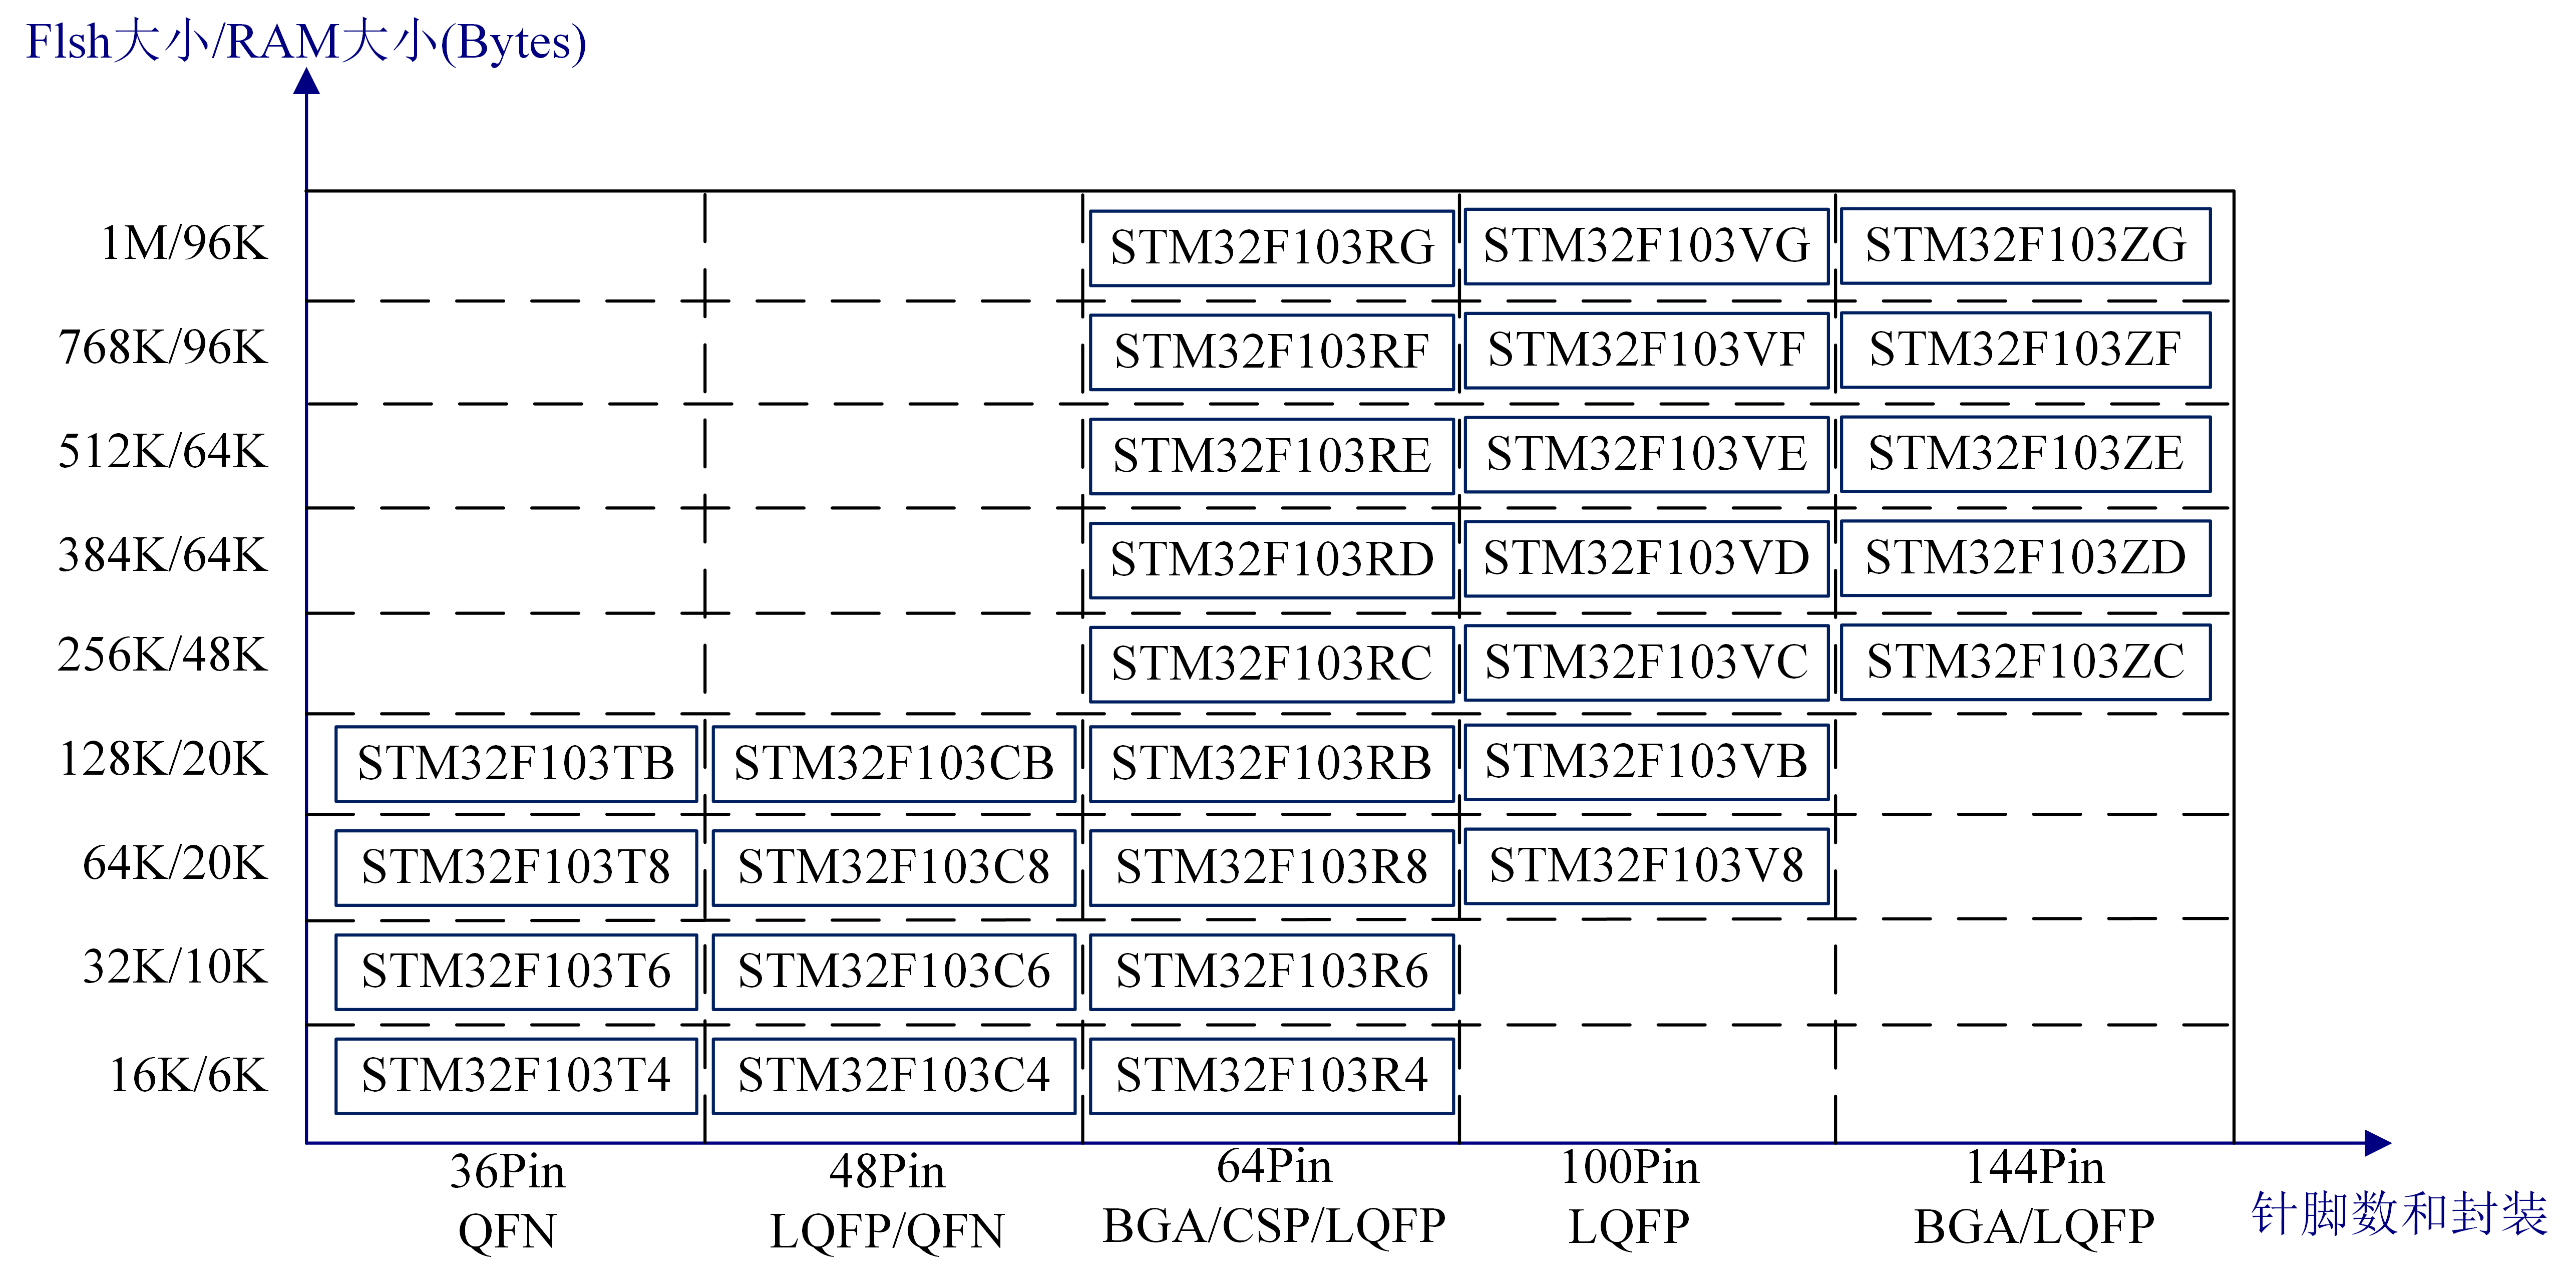 Flsh大小/RAM大小(Bytes)
1M/96K STM32F103RG STM32F103VG STM32F103ZG
768K/96K STM32F103RF STM32F103VF STM32F103ZF
512K/64K STM32F103RE STM32F103VE STM32F103ZE
384K/64K STM32F103RD STM32F103VD STM32F103ZD
256K/48K STM32F103RC STM32F103VC STM32F103ZC
128K/20K STM32F103TB STM32F103CB STM32F103RB STM32F103VB
64K/20K STM32F103T8 STM32F103C8 STM32F103R8 STM32F103V8
32K/10K STM32F103T6 STM32F103C6 STM32F103R6
16K/6K STM32F103T4 STM32F103C4 STM32F103R4
36Pin 48Pin 64Pin 100Pin 144Pin
QFN LQFP/QFN BGA/CSP/LQFP LQFP BGA/LQFP
针脚数和封装